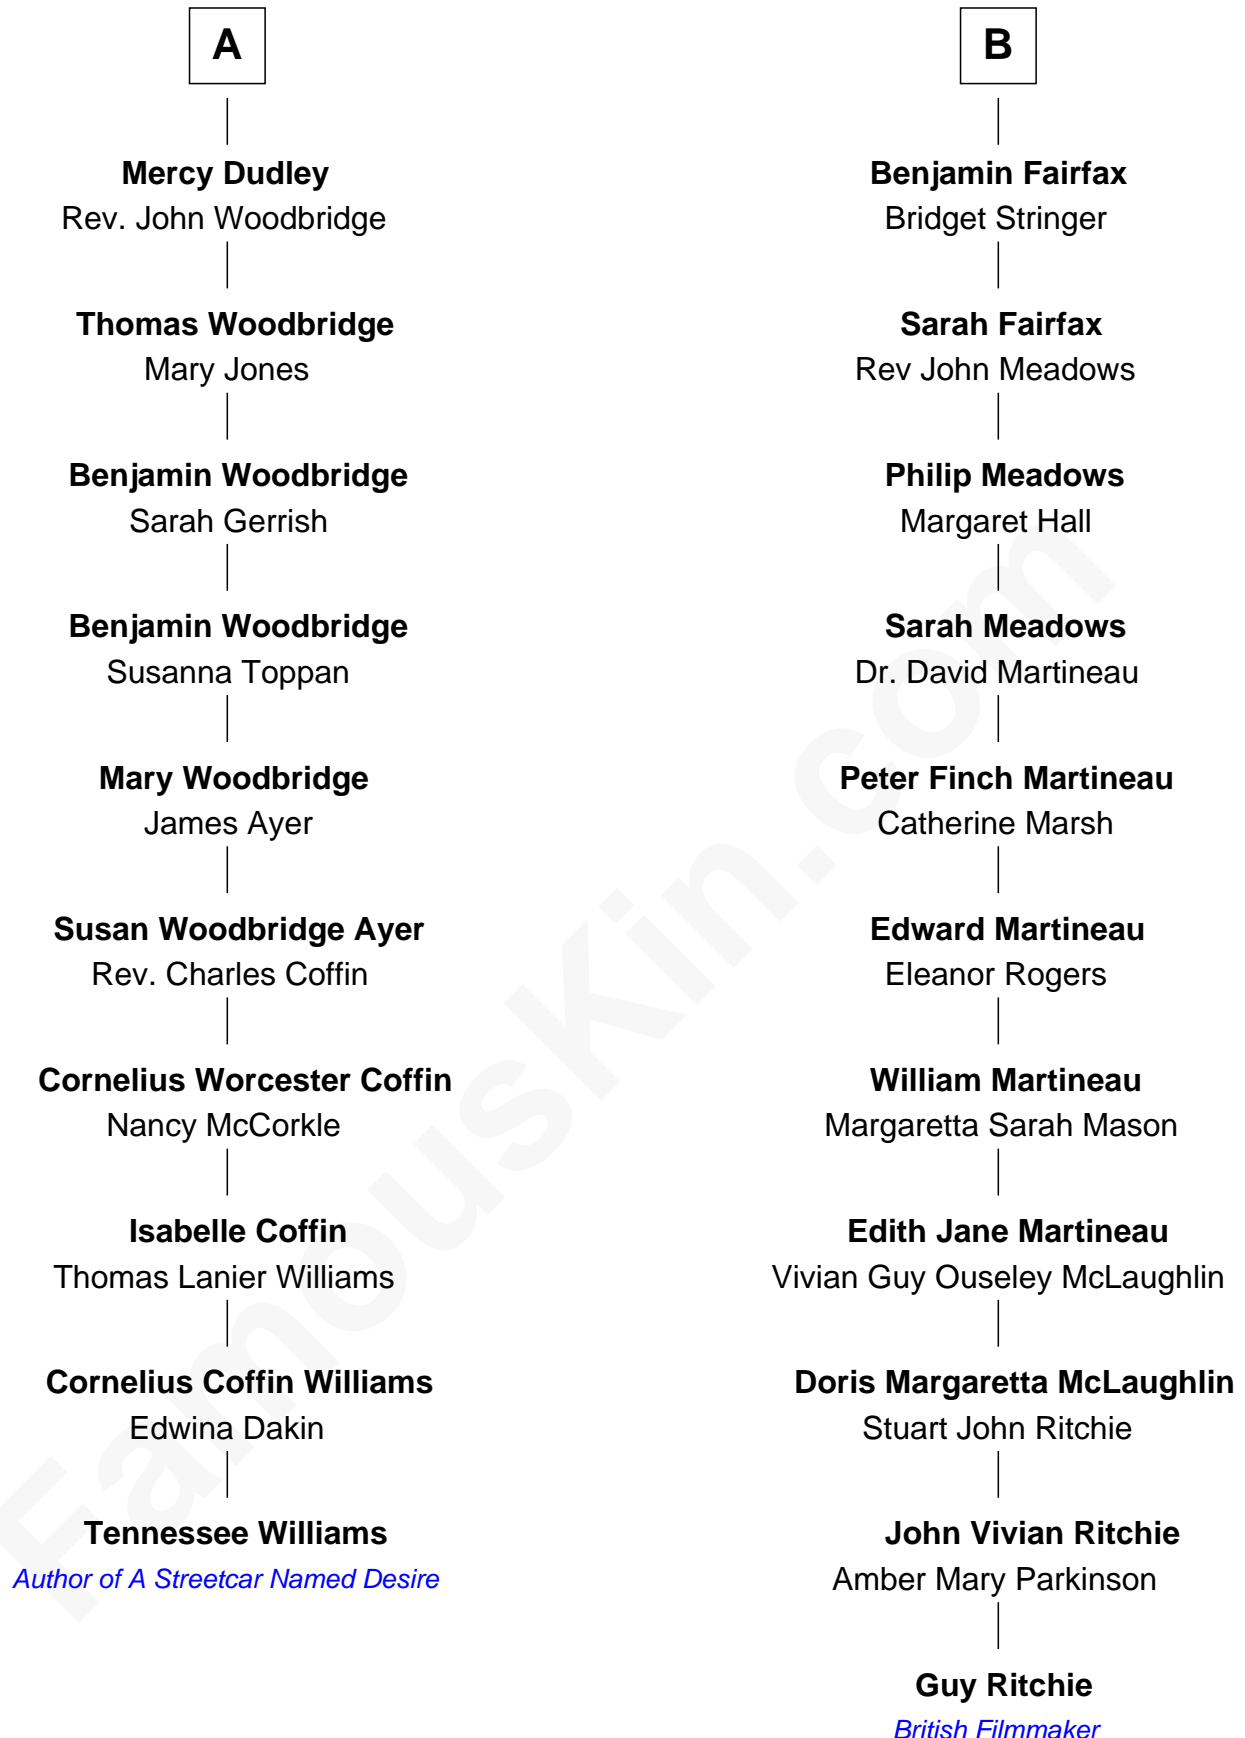 A
Mercy Dudley
Rev. John Woodbridge
Thomas Woodbridge
Mary Jones
Benjamin Woodbridge
Sarah Gerrish
Benjamin Woodbridge
Susanna Toppan
Mary Woodbridge
James Ayer
Susan Woodbridge Ayer
Rev. Charles Coffin
Cornelius Worcester Coffin
Nancy McCorkle
Isabelle Coffin
Thomas Lanier Williams
Cornelius Coffin Williams
Edwina Dakin
Tennessee Williams
Author of A Streetcar Named Desire
B
Benjamin Fairfax
Bridget Stringer
Sarah Fairfax
Rev John Meadows
Philip Meadows
Margaret Hall
Sarah Meadows
Dr. David Martineau
Peter Finch Martineau
Catherine Marsh
Edward Martineau
Eleanor Rogers
William Martineau
Margaretta Sarah Mason
Edith Jane Martineau
Vivian Guy Ouseley McLaughlin
Doris Margaretta McLaughlin
Stuart John Ritchie
John Vivian Ritchie
Amber Mary Parkinson
Guy Ritchie
British Filmmaker
FamousKin.com